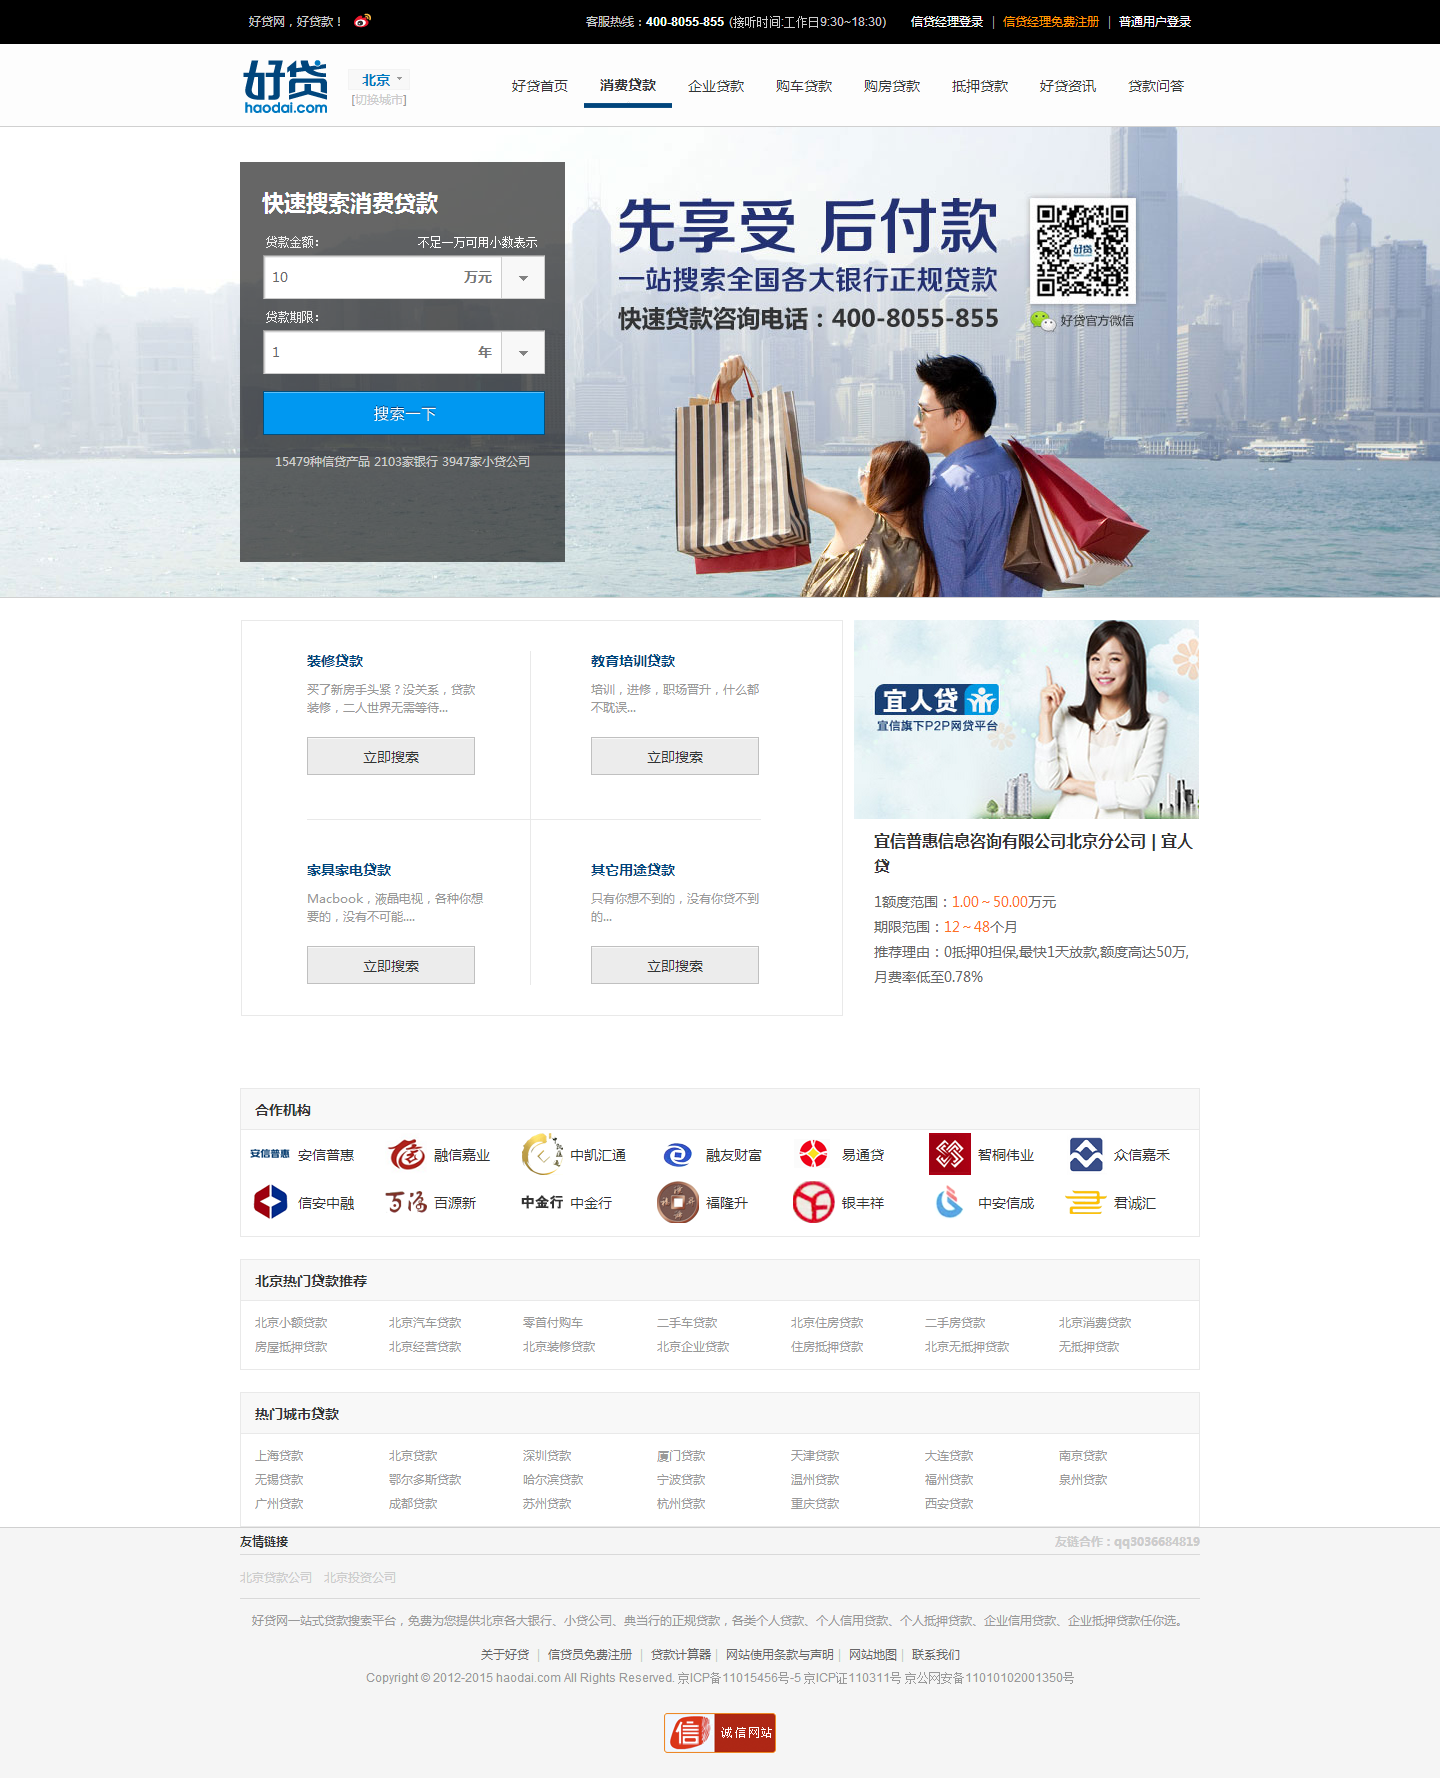 好贷网，好贷款！
客服热线：400-8055-855 (接听时间:工作日9:30~18:30) 信贷经理登录 | 信贷经理免费注册 | 普通用户登录
好贷
haodai.com
北京
[切换城市]
好贷首页 消费贷款 企业贷款 购车贷款 购房贷款 抵押贷款 好贷资讯 贷款问答
快速搜索消费贷款
贷款金额： 不足一万可用小数表示
10 万元
贷款期限：
1 年
搜索一下
15479种信贷产品 2103家银行 3947家小贷公司
先享受 后付款
一站搜索全国各大银行正规贷款
快速贷款咨询电话：400-8055-855
好贷
好贷官方微信
装修贷款
买了新房手头紧？没关系，贷款
装修，二人世界无需等待...
立即搜索
教育培训贷款
培训，进修，职场晋升，什么都
不耽误...
立即搜索
家具家电贷款
Macbook，液晶电视，各种你想
要的，没有不可能....
立即搜索
其它用途贷款
只有你想不到的，没有你贷不到
的...
立即搜索
宜人贷
宜信旗下P2P网贷平台
宜信普惠信息咨询有限公司北京分公司 | 宜人
贷
1额度范围：1.00～50.00万元
期限范围：12～48个月
推荐理由：0抵押0担保,最快1天放款,额度高达50万,
月费率低至0.78%
合作机构
安信普惠 安信普惠 融信嘉业 中凯汇通 融友财富 易通贷 智桐伟业 众信嘉禾
信安中融 百源 百源新 中金行 中金行 福隆升 银丰祥 中安信成 君诚汇
北京热门贷款推荐
北京小额贷款 北京汽车贷款 零首付购车 二手车贷款 北京住房贷款 二手房贷款 北京消费贷款
房屋抵押贷款 北京经营贷款 北京装修贷款 北京企业贷款 住房抵押贷款 北京无抵押贷款 无抵押贷款
热门城市贷款
上海贷款 北京贷款 深圳贷款 厦门贷款 天津贷款 大连贷款 南京贷款
无锡贷款 鄂尔多斯贷款 哈尔滨贷款 宁波贷款 温州贷款 福州贷款 泉州贷款
广州贷款 成都贷款 苏州贷款 杭州贷款 重庆贷款 西安贷款
友情链接 友链合作：qq3036684819
北京贷款公司 北京投资公司
好贷网一站式贷款搜索平台，免费为您提供北京各大银行、小贷公司、典当行的正规贷款，各类个人贷款、个人信用贷款、个人抵押贷款、企业信用贷款、企业抵押贷款任你选。
关于好贷 | 信贷员免费注册 | 贷款计算器 | 网站使用条款与声明 | 网站地图 | 联系我们
Copyright © 2012-2015 haodai.com All Rights Reserved. 京ICP备11015456号-5 京ICP证110311号 京公网安备11010102001350号
信 诚信网站